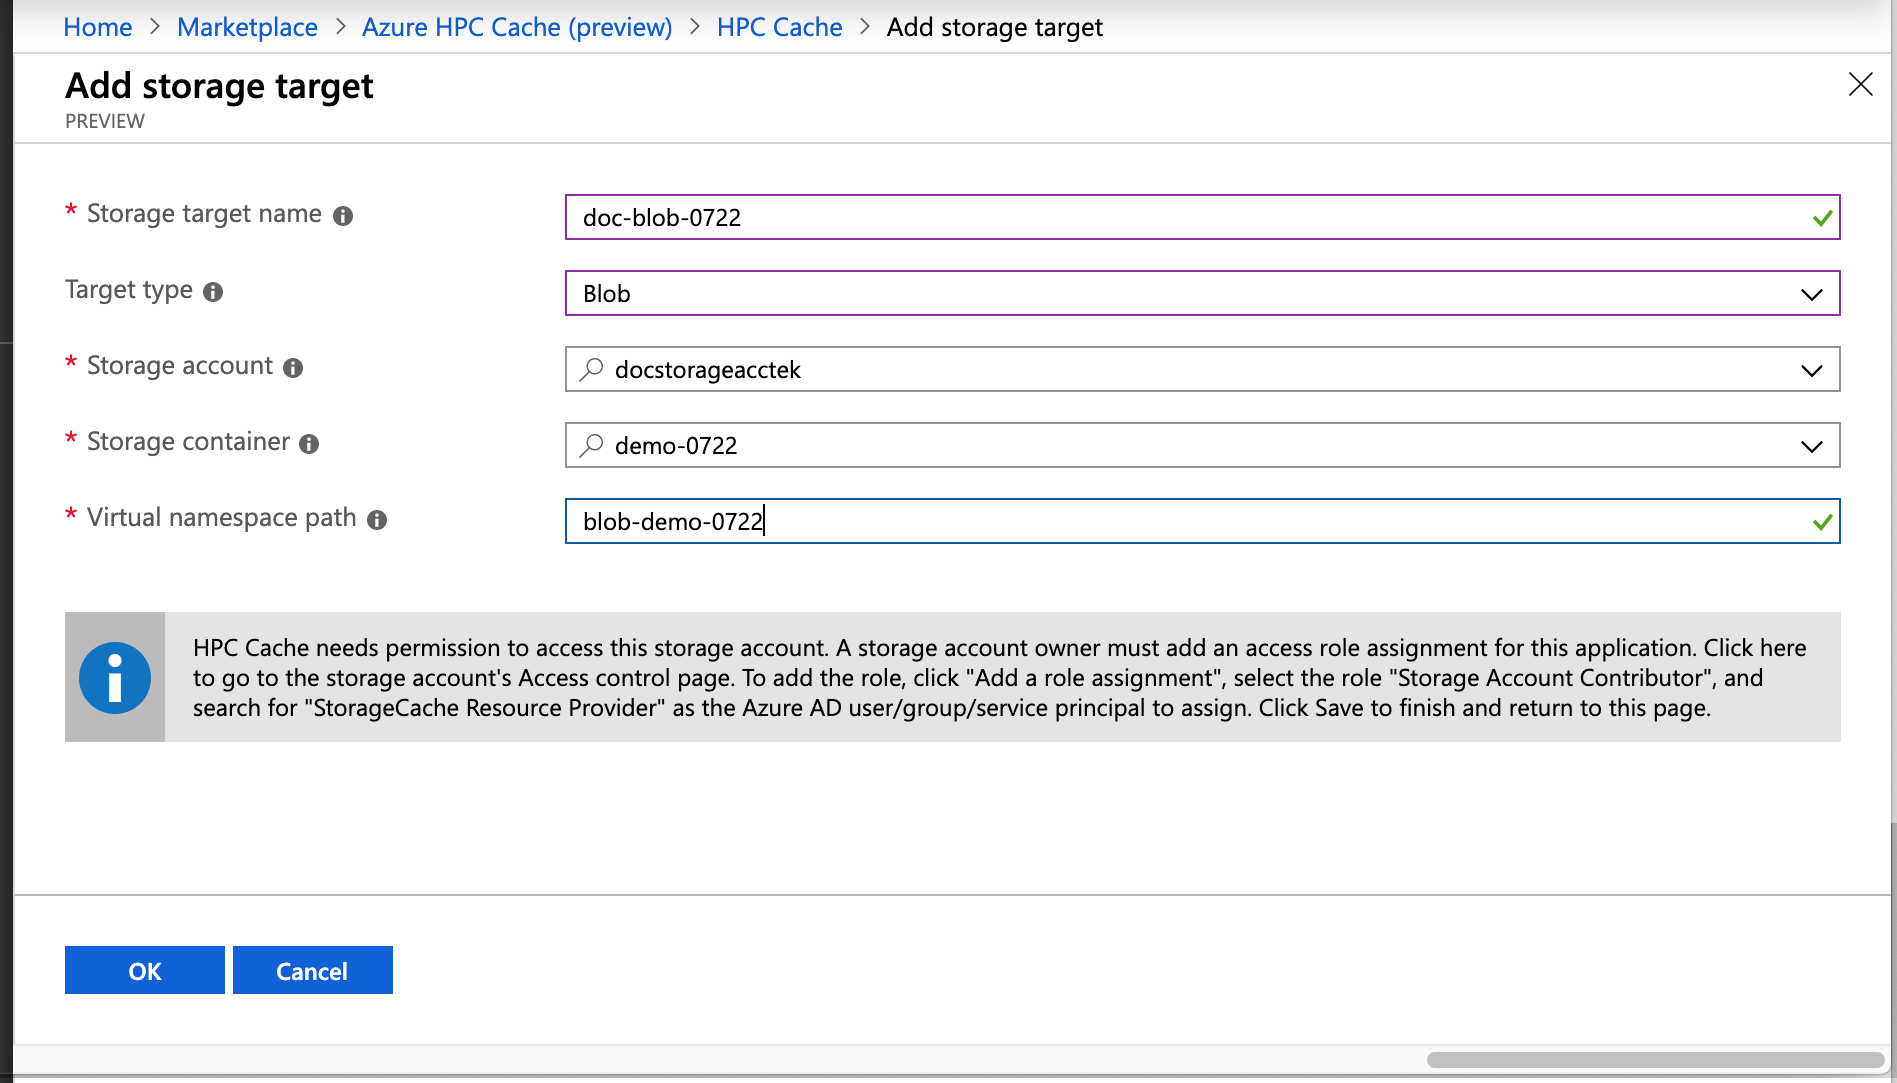 Home > Marketplace > Azure HPC Cache (preview) > HPC Cache > Add storage target
Add storage target
PREVIEW
* Storage target name
doc-blob-0722
Target type
Blob
* Storage account
docstorageacctek
* Storage container
demo-0722
* Virtual namespace path
blob-demo-0722
HPC Cache needs permission to access this storage account. A storage account owner must add an access role assignment for this application. Click here
to go to the storage account's Access control page. To add the role, click "Add a role assignment", select the role "Storage Account Contributor", and
search for "StorageCache Resource Provider" as the Azure AD user/group/service principal to assign. Click Save to finish and return to this page.
OK
Cancel